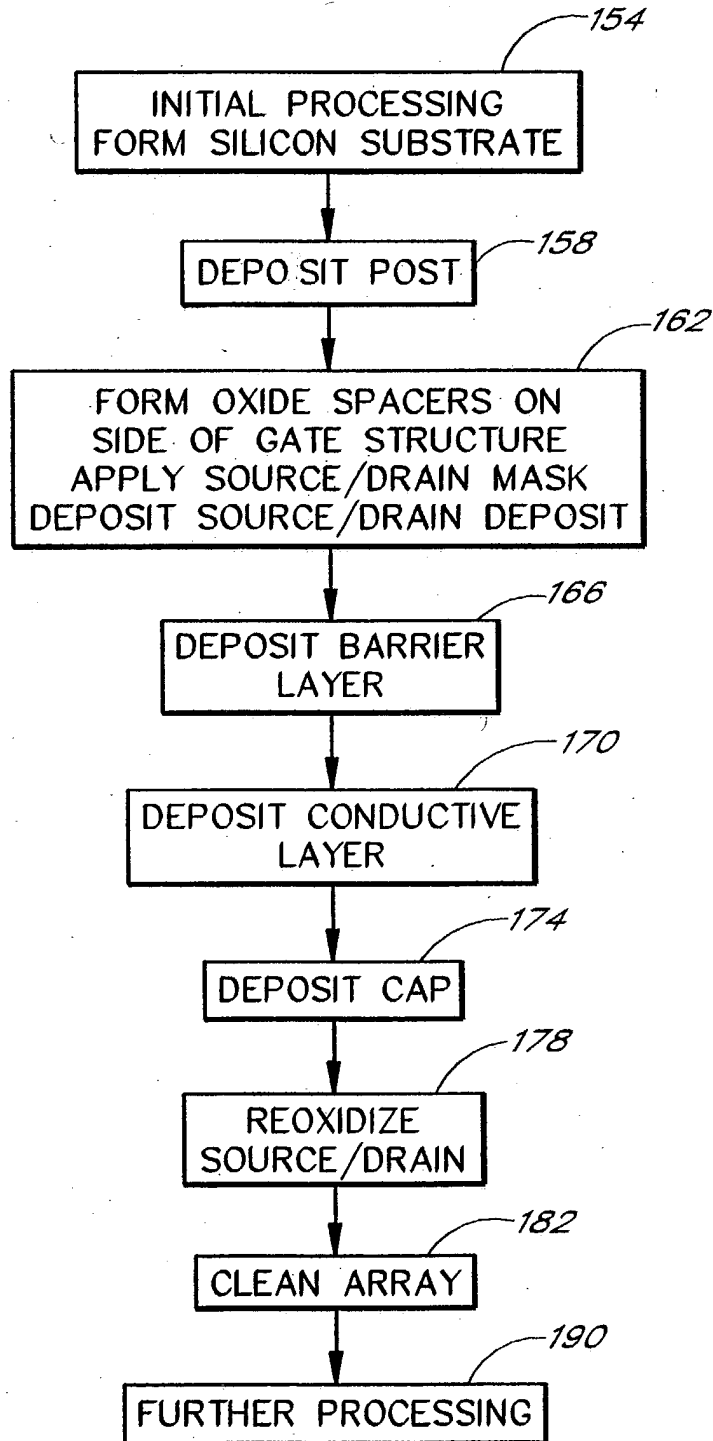 154
INITIAL PROCESSING
FORM SILICON SUBSTRATE
158
DEPOSIT POST
162
FORM OXIDE SPACERS ON
SIDE OF GATE STRUCTURE
APPLY SOURCE/DRAIN MASK
DEPOSIT SOURCE/DRAIN DEPOSIT
166
DEPOSIT BARRIER
LAYER
170
DEPOSIT CONDUCTIVE
LAYER
174
DEPOSIT CAP
178
REOXIDIZE
SOURCE/DRAIN
182
CLEAN ARRAY
190
FURTHER PROCESSING